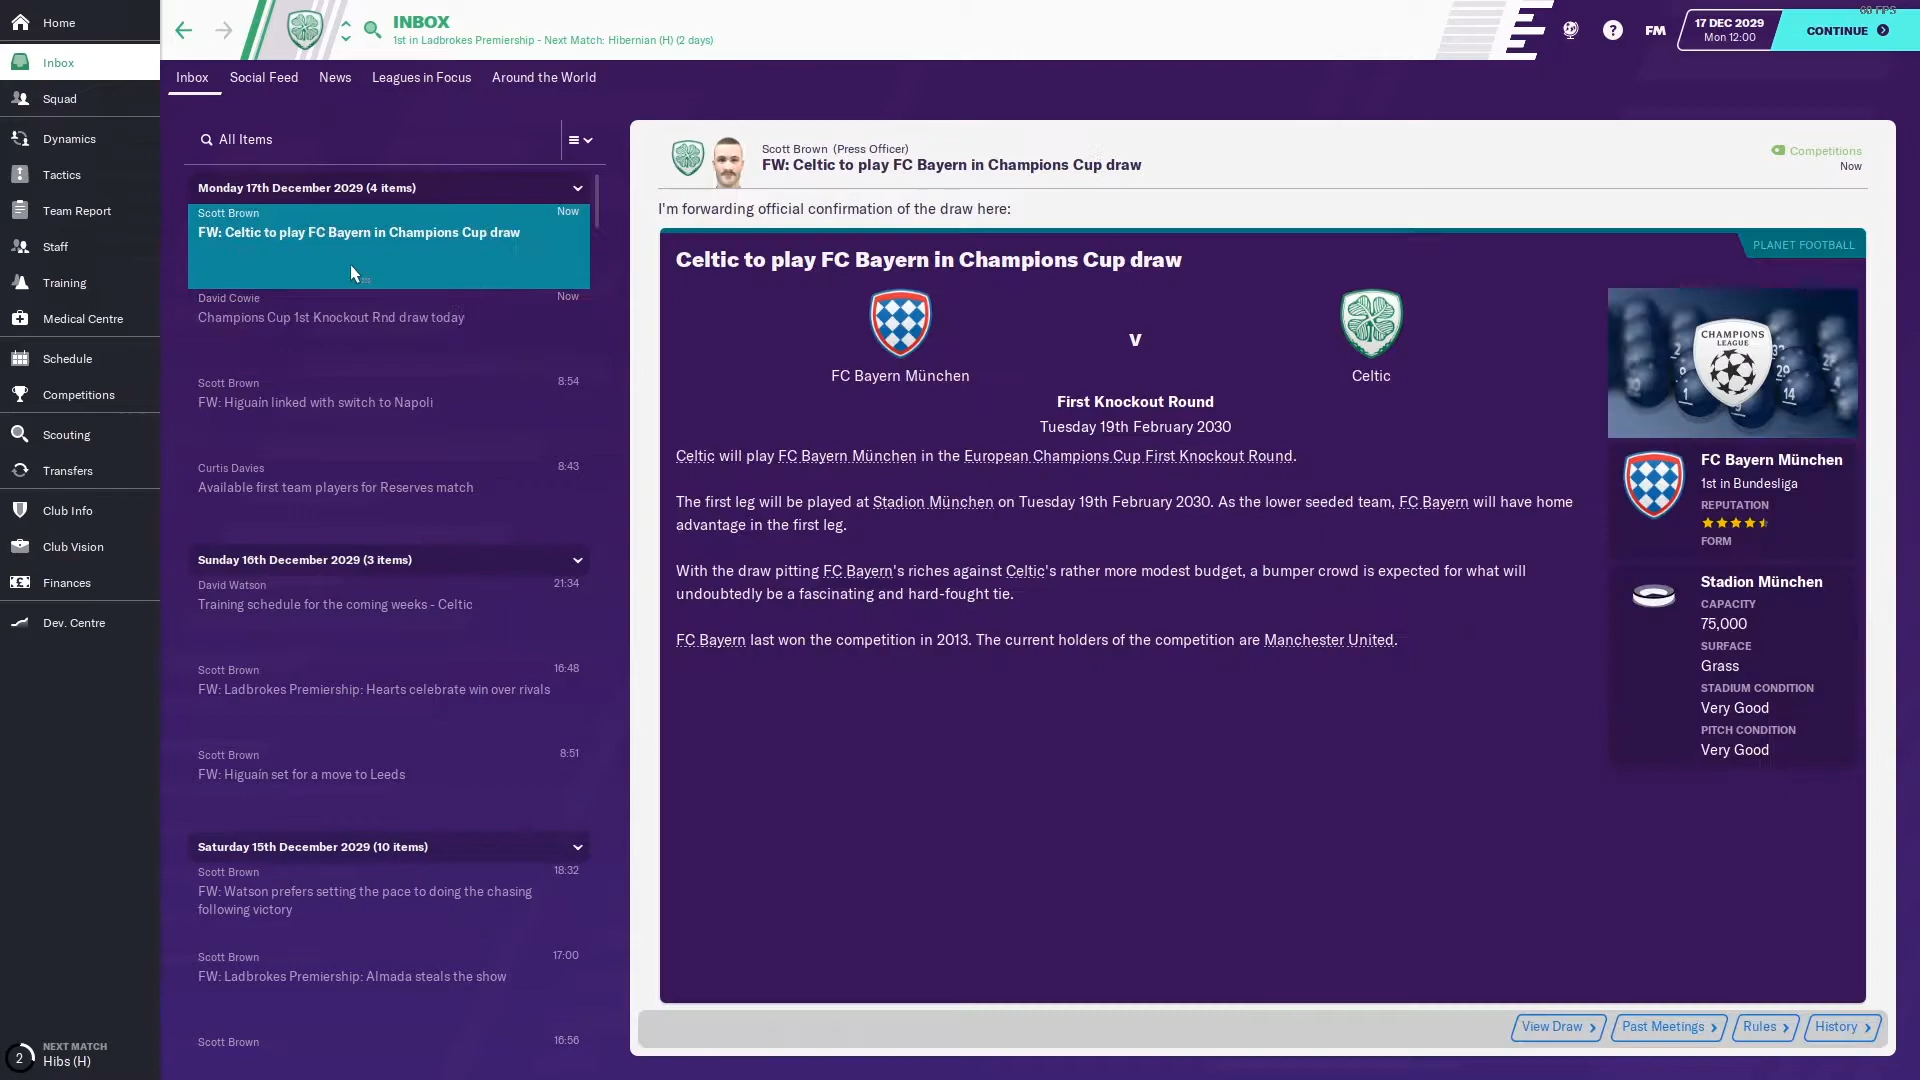 Home
INBOX
1st in Ladbrokes Premiership - Next Match: Hibernian (H) (2 days)
FM
17 DEC 2029
Mon 12:00
CONTINUE
Inbox
Squad
Dynamics
Tactics
Team Report
Staff
Training
Medical Centre
Schedule
Competitions
Scouting
Transfers
Club Info
Club Vision
Finances
Dev. Centre
2
NEXT MATCH
Hibs (H)
Inbox Social Feed News Leagues in Focus Around the World
All Items
Monday 17th December 2029 (4 items)
Scott Brown Now
FW: Celtic to play FC Bayern in Champions Cup draw
David Cowie Now
Champions Cup 1st Knockout Rnd draw today
Scott Brown 8:54
FW: Higuaín linked with switch to Napoli
Curtis Davies 8:43
Available first team players for Reserves match
Sunday 16th December 2029 (3 items)
David Watson 21:34
Training schedule for the coming weeks - Celtic
Scott Brown 16:48
FW: Ladbrokes Premiership: Hearts celebrate win over rivals
Scott Brown 8:51
FW: Higuaín set for a move to Leeds
Saturday 15th December 2029 (10 items)
Scott Brown 18:32
FW: Watson prefers setting the pace to doing the chasing
following victory
Scott Brown 17:00
FW: Ladbrokes Premiership: Almada steals the show
Scott Brown 16:56
Scott Brown (Press Officer)
FW: Celtic to play FC Bayern in Champions Cup draw
Competitions
Now
I'm forwarding official confirmation of the draw here:
PLANET FOOTBALL
Celtic to play FC Bayern in Champions Cup draw
v
FC Bayern München
Celtic
First Knockout Round
Tuesday 19th February 2030
Celtic will play FC Bayern München in the European Champions Cup First Knockout Round.
The first leg will be played at Stadion München on Tuesday 19th February 2030. As the lower seeded team, FC Bayern will have home
advantage in the first leg.
With the draw pitting FC Bayern's riches against Celtic's rather more modest budget, a bumper crowd is expected for what will
undoubtedly be a fascinating and hard-fought tie.
FC Bayern last won the competition in 2013. The current holders of the competition are Manchester United.
CHAMPIONS
LEAGUE
FC Bayern München
1st in Bundesliga
REPUTATION
FORM
Stadion München
CAPACITY
75,000
SURFACE
Grass
STADIUM CONDITION
Very Good
PITCH CONDITION
Very Good
View Draw Past Meetings Rules History